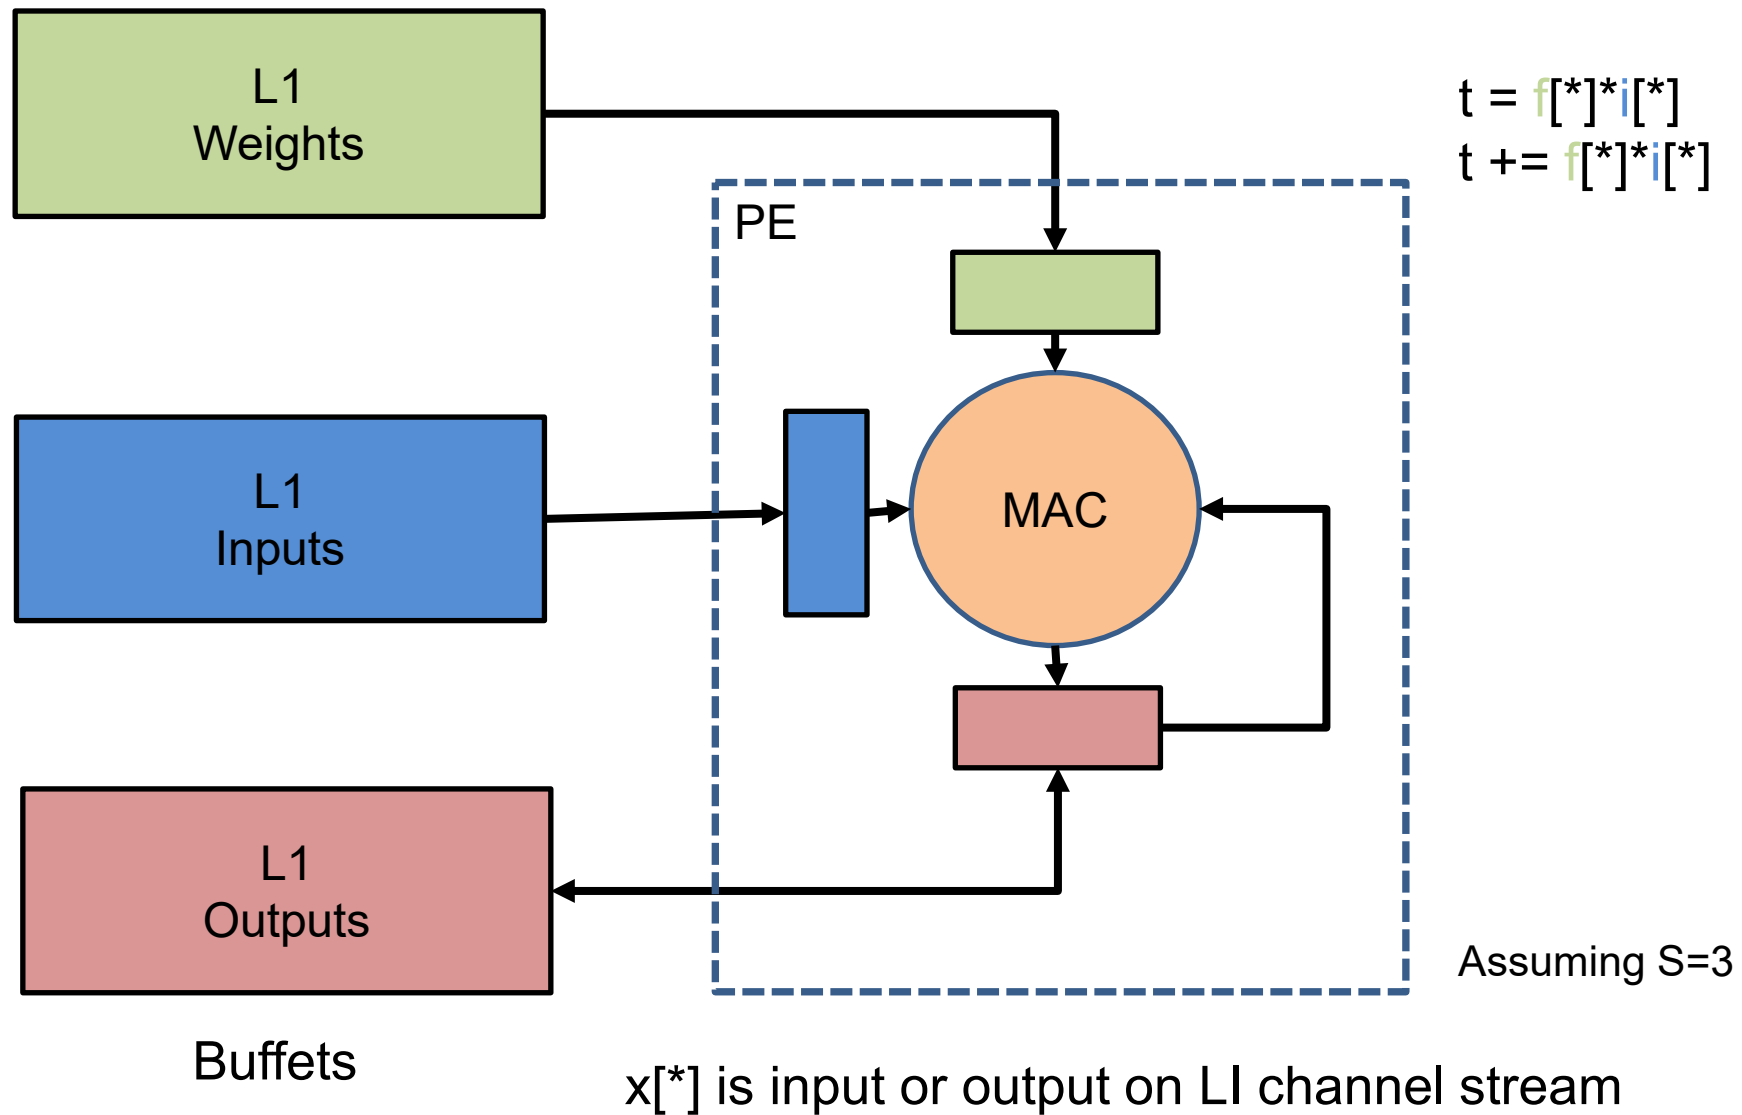 L1
Weights
t = f[*]*i[*]
t += f[*]*i[*]
PE
L1
Inputs
MAC
L1
Outputs
Assuming S=3
Buffets
x[*] is input or output on LI channel stream